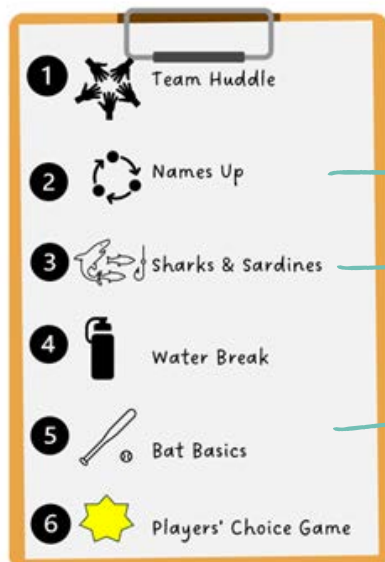 1 Team Huddle
2 Names Up
3 Sharks & Sardines
4 Water Break
5 Bat Basics
6 Players' Choice Game